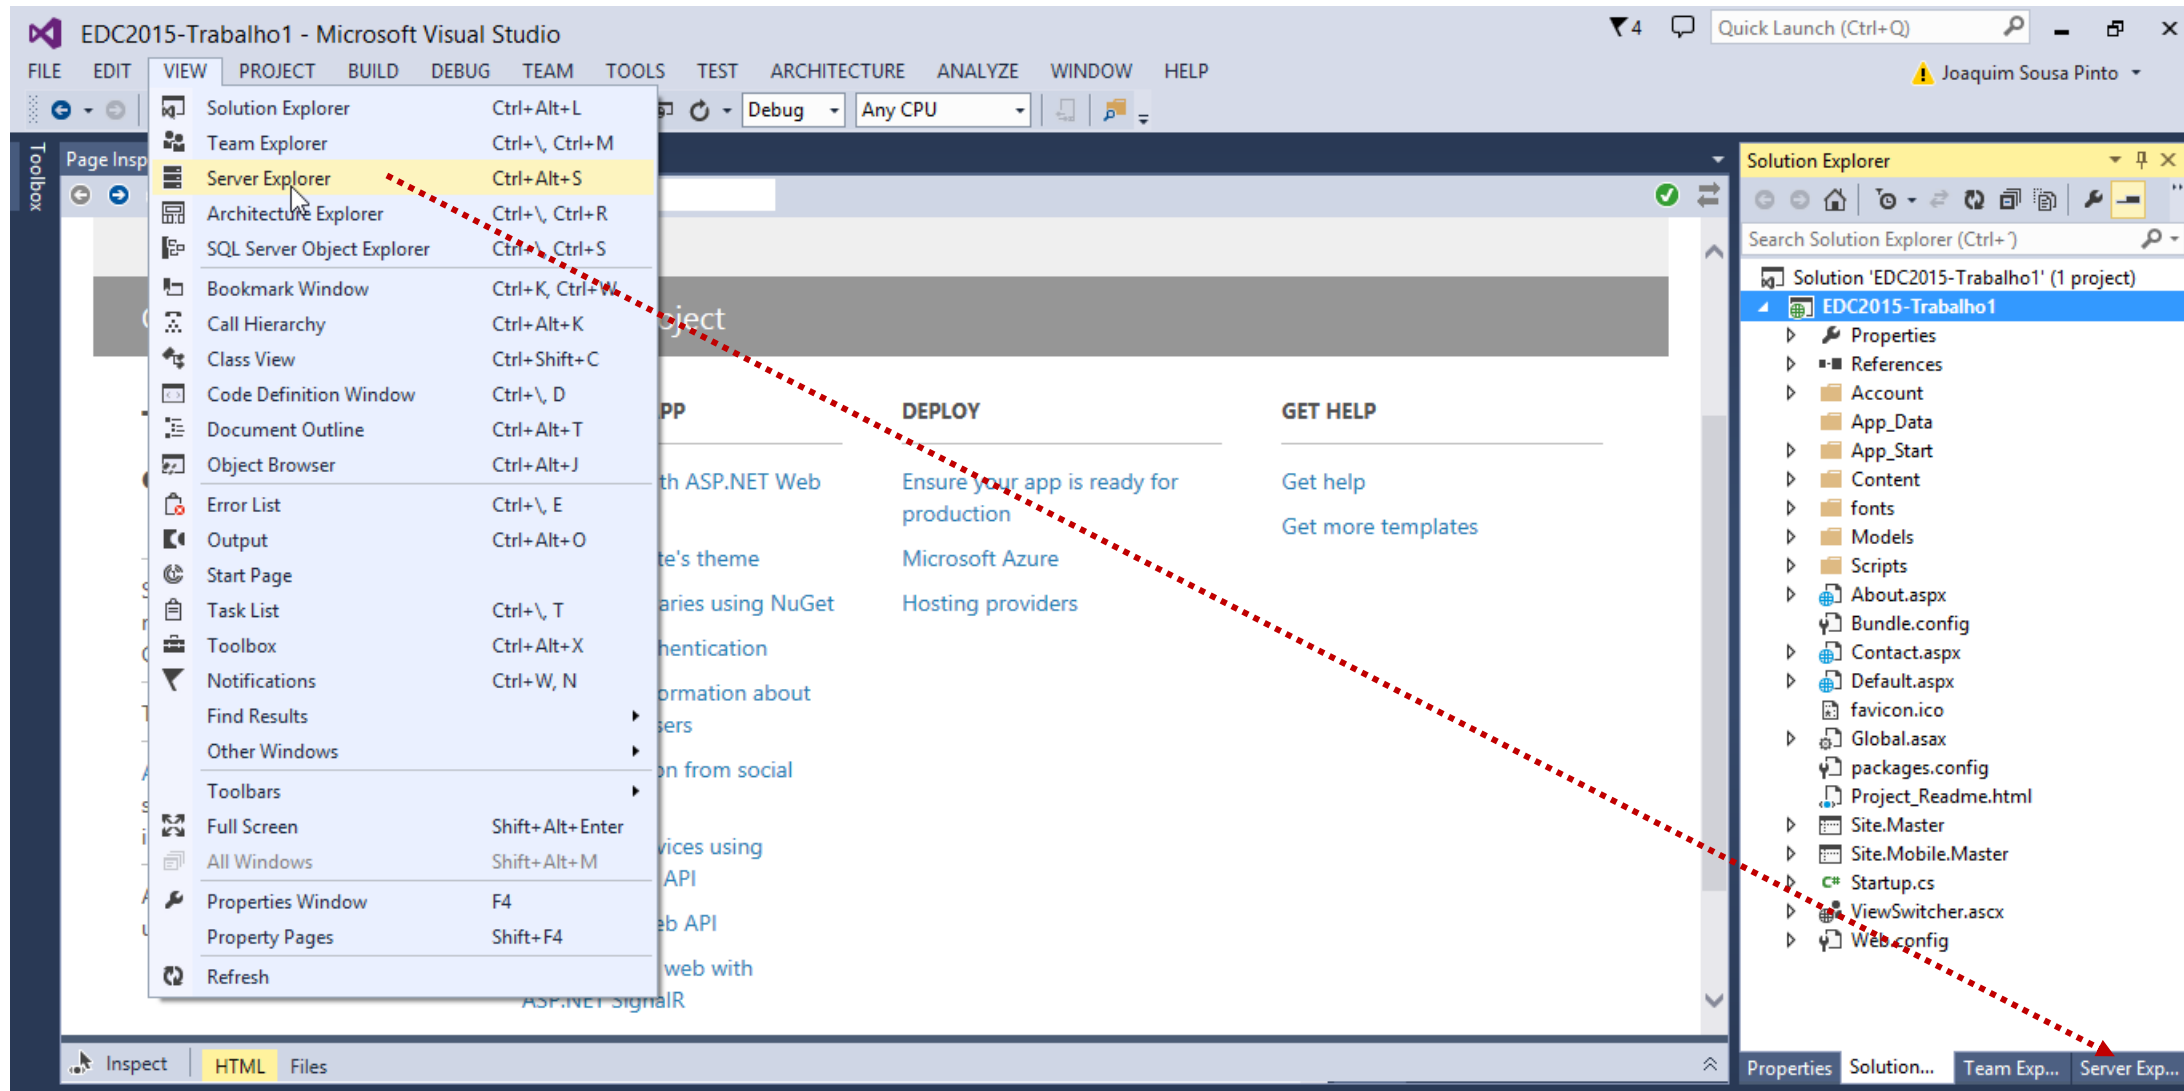 EDC2015-Trabalho1 - Microsoft Visual Studio
4
Quick Launch (Ctrl+Q)
FILE EDIT VIEW PROJECT BUILD DEBUG TEAM TOOLS TEST ARCHITECTURE ANALYZE WINDOW HELP
Joaquim Sousa Pinto
Debug
Any CPU
Toolbox
Page Insp
Solution Explorer Ctrl+Alt+L
Team Explorer Ctrl+\, Ctrl+M
Server Explorer Ctrl+Alt+S
Architecture Explorer Ctrl+\, Ctrl+R
SQL Server Object Explorer Ctrl+\, Ctrl+S
Bookmark Window Ctrl+K, Ctrl+W
Call Hierarchy Ctrl+Alt+K
Class View Ctrl+Shift+C
Code Definition Window Ctrl+\, D
Document Outline Ctrl+Alt+T
Object Browser Ctrl+Alt+J
Error List Ctrl+\, E
Output Ctrl+Alt+O
Start Page
Task List Ctrl+\, T
Toolbox Ctrl+Alt+X
Notifications Ctrl+W, N
Find Results
Other Windows
Toolbars
Full Screen Shift+Alt+Enter
All Windows Shift+Alt+M
Properties Window F4
Property Pages Shift+F4
Refresh
ject
PP
th ASP.NET Web
te's theme
aries using NuGet
hentication
ormation about
sers
on from social
vices using
API
eb API
web with
ASP.NET SignalR
DEPLOY
Ensure your app is ready for
production
Microsoft Azure
Hosting providers
GET HELP
Get help
Get more templates
Inspect HTML Files
Solution Explorer
Search Solution Explorer (Ctrl+´)
Solution 'EDC2015-Trabalho1' (1 project)
EDC2015-Trabalho1
Properties
References
Account
App_Data
App_Start
Content
fonts
Models
Scripts
About.aspx
Bundle.config
Contact.aspx
Default.aspx
favicon.ico
Global.asax
packages.config
Project_Readme.html
Site.Master
Site.Mobile.Master
C# Startup.cs
ViewSwitcher.ascx
Web.config
Properties Solution... Team Exp... Server Exp...